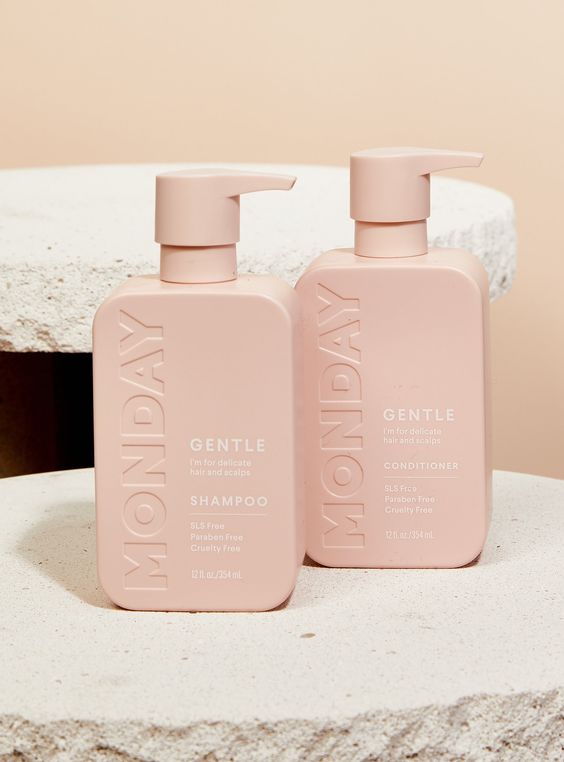 MONDAY
GENTLE
I'm for delicate
hair and scalps
SHAMPOO
SLS Free
Paraben Free
Cruelty Free
12 fl. oz./354 mL
MONDAY
GENTLE
I'm for delicate
hair and scalps
CONDITIONER
SLS Free
Paraben Free
Cruelty Free
12 fl. oz./354 mL